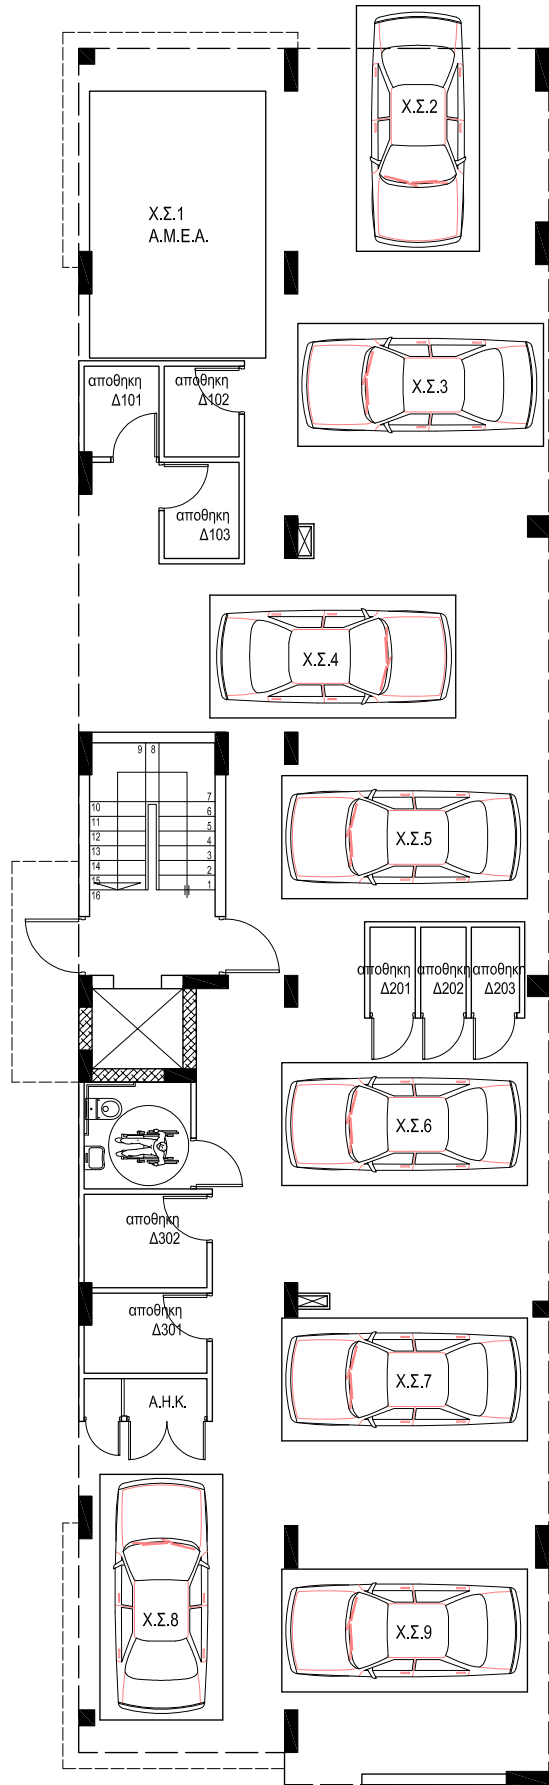 Χ.Σ.2
Χ.Σ.1
Α.Μ.Ε.Α.
Χ.Σ.3
αποθηκη
Δ101
αποθηκη
Δ102
αποθηκη
Δ103
Χ.Σ.4
9 8
10 7
11 6
12 5
13 4
14 3
15 2
16 1
Χ.Σ.5
αποθηκη
Δ201
αποθηκη
Δ202
αποθηκη
Δ203
Χ.Σ.6
αποθηκη
Δ302
αποθηκη
Δ301
Χ.Σ.7
Α.Η.Κ.
Χ.Σ.8
Χ.Σ.9